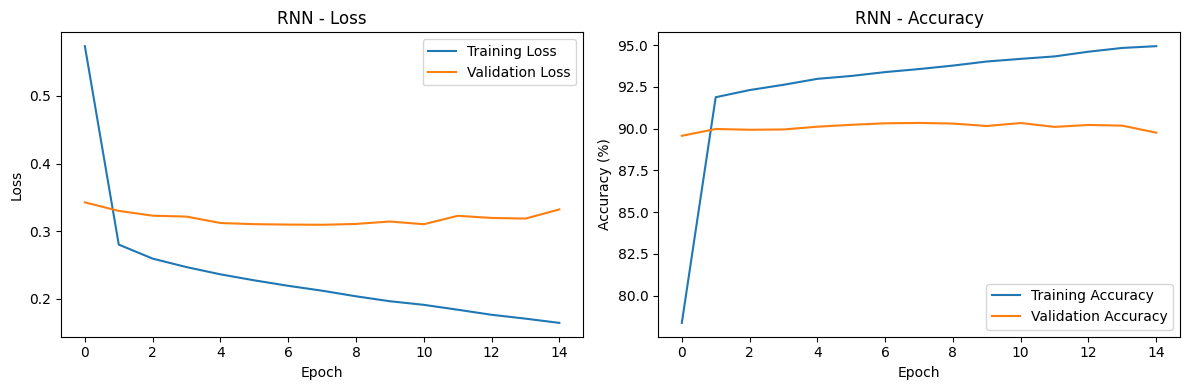 RNN - Loss
Training Loss
Validation Loss
0.5
0.4
0.3
0.2
Loss
0 2 4 6 8 10 12 14
Epoch
RNN - Accuracy
95.0
92.5
90.0
87.5
85.0
82.5
80.0
Accuracy (%)
Training Accuracy
Validation Accuracy
0 2 4 6 8 10 12 14
Epoch